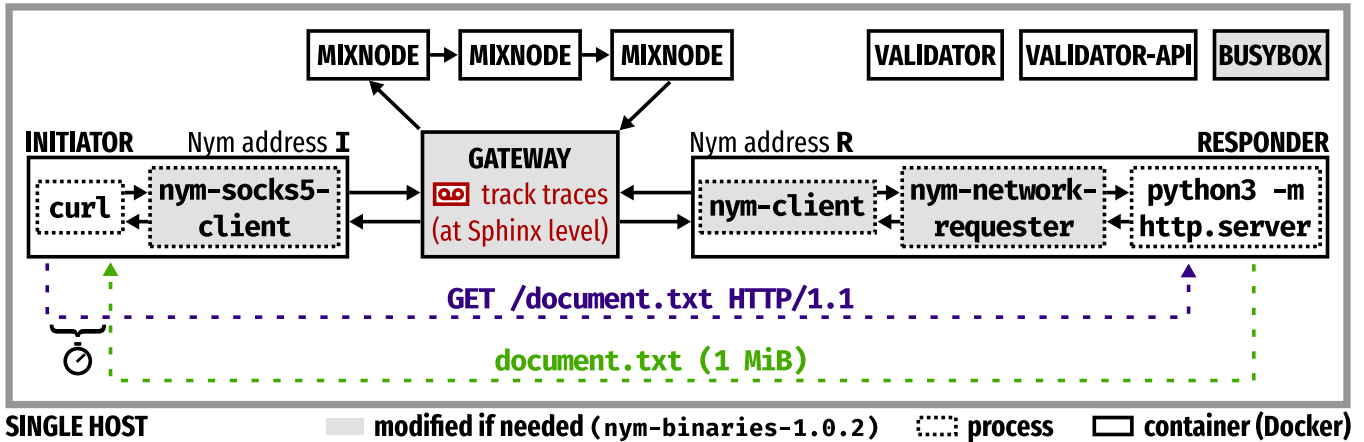 MIXNODE
MIXNODE
MIXNODE
VALIDATOR
VALIDATOR-API
BUSYBOX
INITIATOR
Nym address I
GATEWAY
track traces
(at Sphinx level)
Nym address R
RESPONDER
curl
nym-socks5-
client
nym-client
nym-network-
requester
python3 -m
http.server
GET /document.txt HTTP/1.1
document.txt (1 MiB)
SINGLE HOST
modified if needed (nym-binaries-1.0.2)
process
container (Docker)